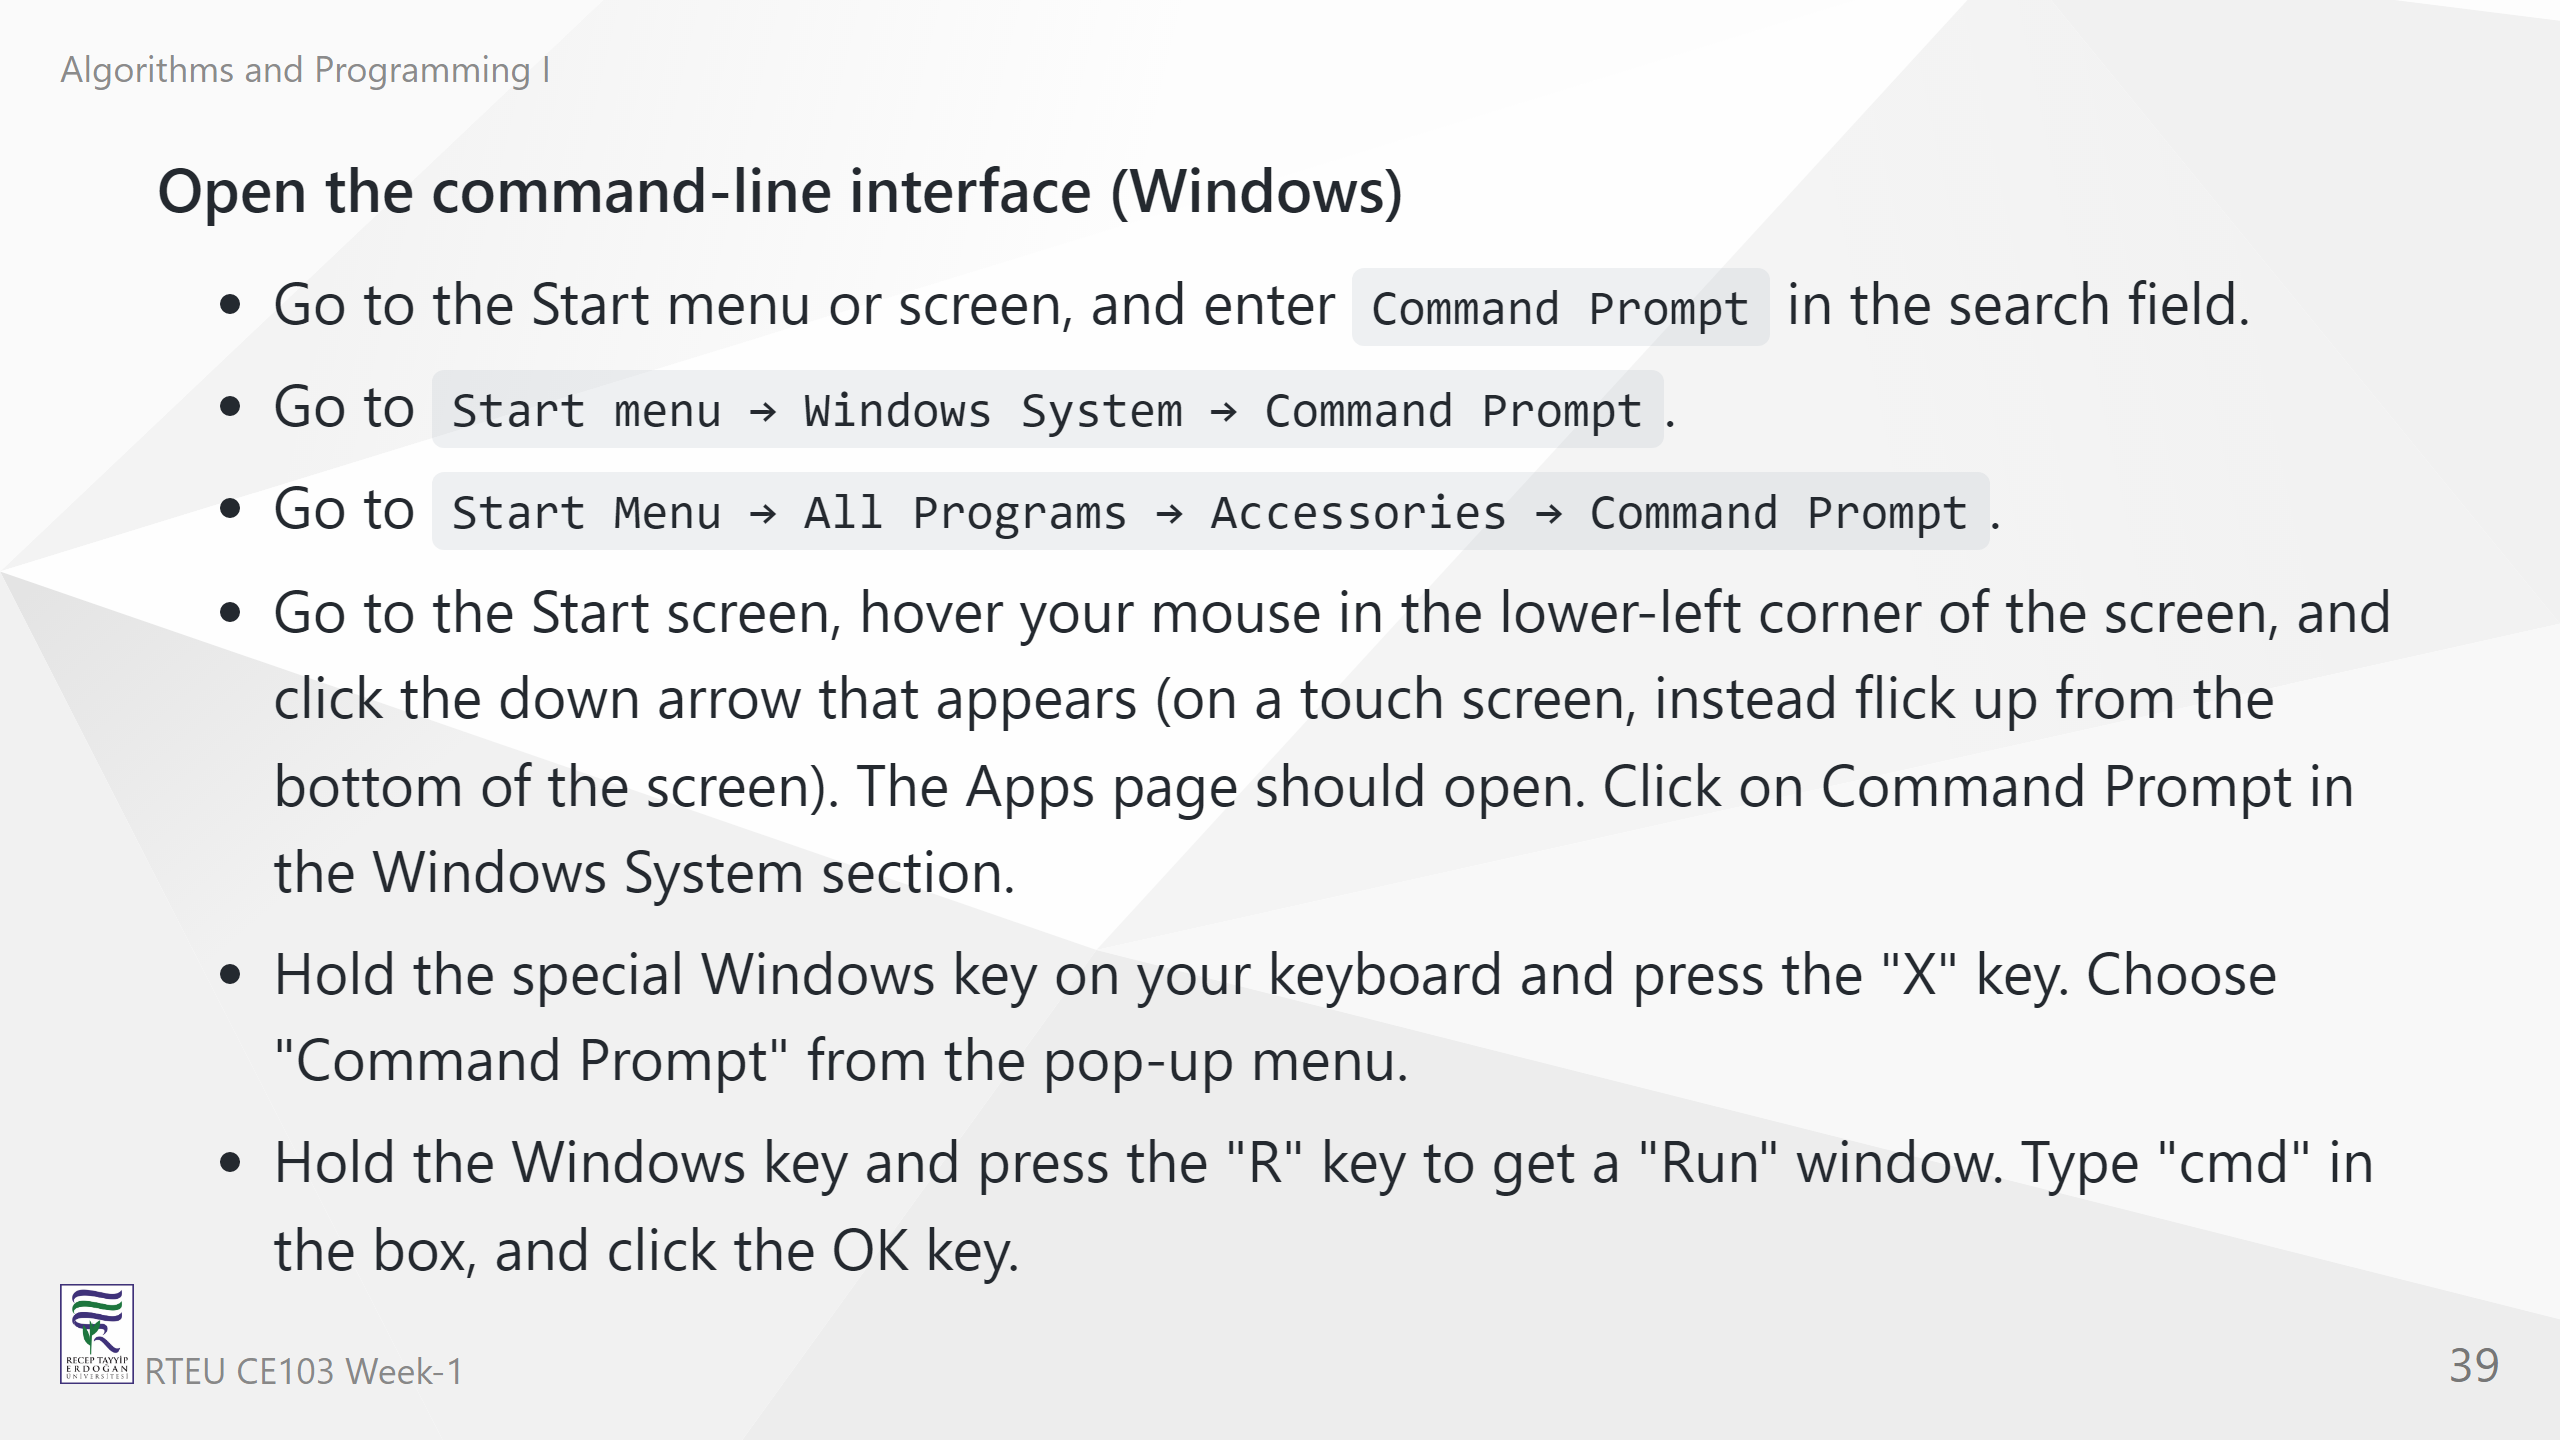 Algorithms and Programming I
Open the command-line interface (Windows)
• Go to the Start menu or screen, and enter Command Prompt in the search field.
• Go to Start menu → Windows System → Command Prompt.
• Go to Start Menu → All Programs → Accessories → Command Prompt.
• Go to the Start screen, hover your mouse in the lower-left corner of the screen, and
click the down arrow that appears (on a touch screen, instead flick up from the
bottom of the screen). The Apps page should open. Click on Command Prompt in
the Windows System section.
• Hold the special Windows key on your keyboard and press the "X" key. Choose
"Command Prompt" from the pop-up menu.
• Hold the Windows key and press the "R" key to get a "Run" window. Type "cmd" in
the box, and click the OK key.
RECEP TAYYİP
ERDOĞAN
ÜNİVERSİTESİ
RTEU CE103 Week-1
39